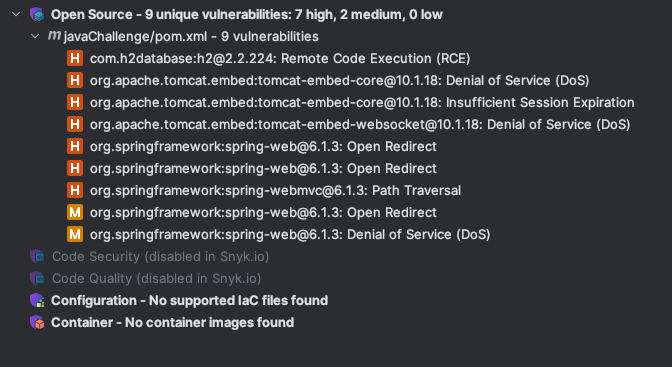 Open Source - 9 unique vulnerabilities: 7 high, 2 medium, 0 low
m javaChallenge/pom.xml - 9 vulnerabilities
H com.h2database:h2@2.2.224: Remote Code Execution (RCE)
H org.apache.tomcat.embed:tomcat-embed-core@10.1.18: Denial of Service (DoS)
H org.apache.tomcat.embed:tomcat-embed-core@10.1.18: Insufficient Session Expiration
H org.apache.tomcat.embed:tomcat-embed-websocket@10.1.18: Denial of Service (DoS)
H org.springframework:spring-web@6.1.3: Open Redirect
H org.springframework:spring-web@6.1.3: Open Redirect
H org.springframework:spring-webmvc@6.1.3: Path Traversal
M org.springframework:spring-web@6.1.3: Open Redirect
M org.springframework:spring-web@6.1.3: Denial of Service (DoS)
Code Security (disabled in Snyk.io)
Code Quality (disabled in Snyk.io)
Configuration - No supported IaC files found
Container - No container images found